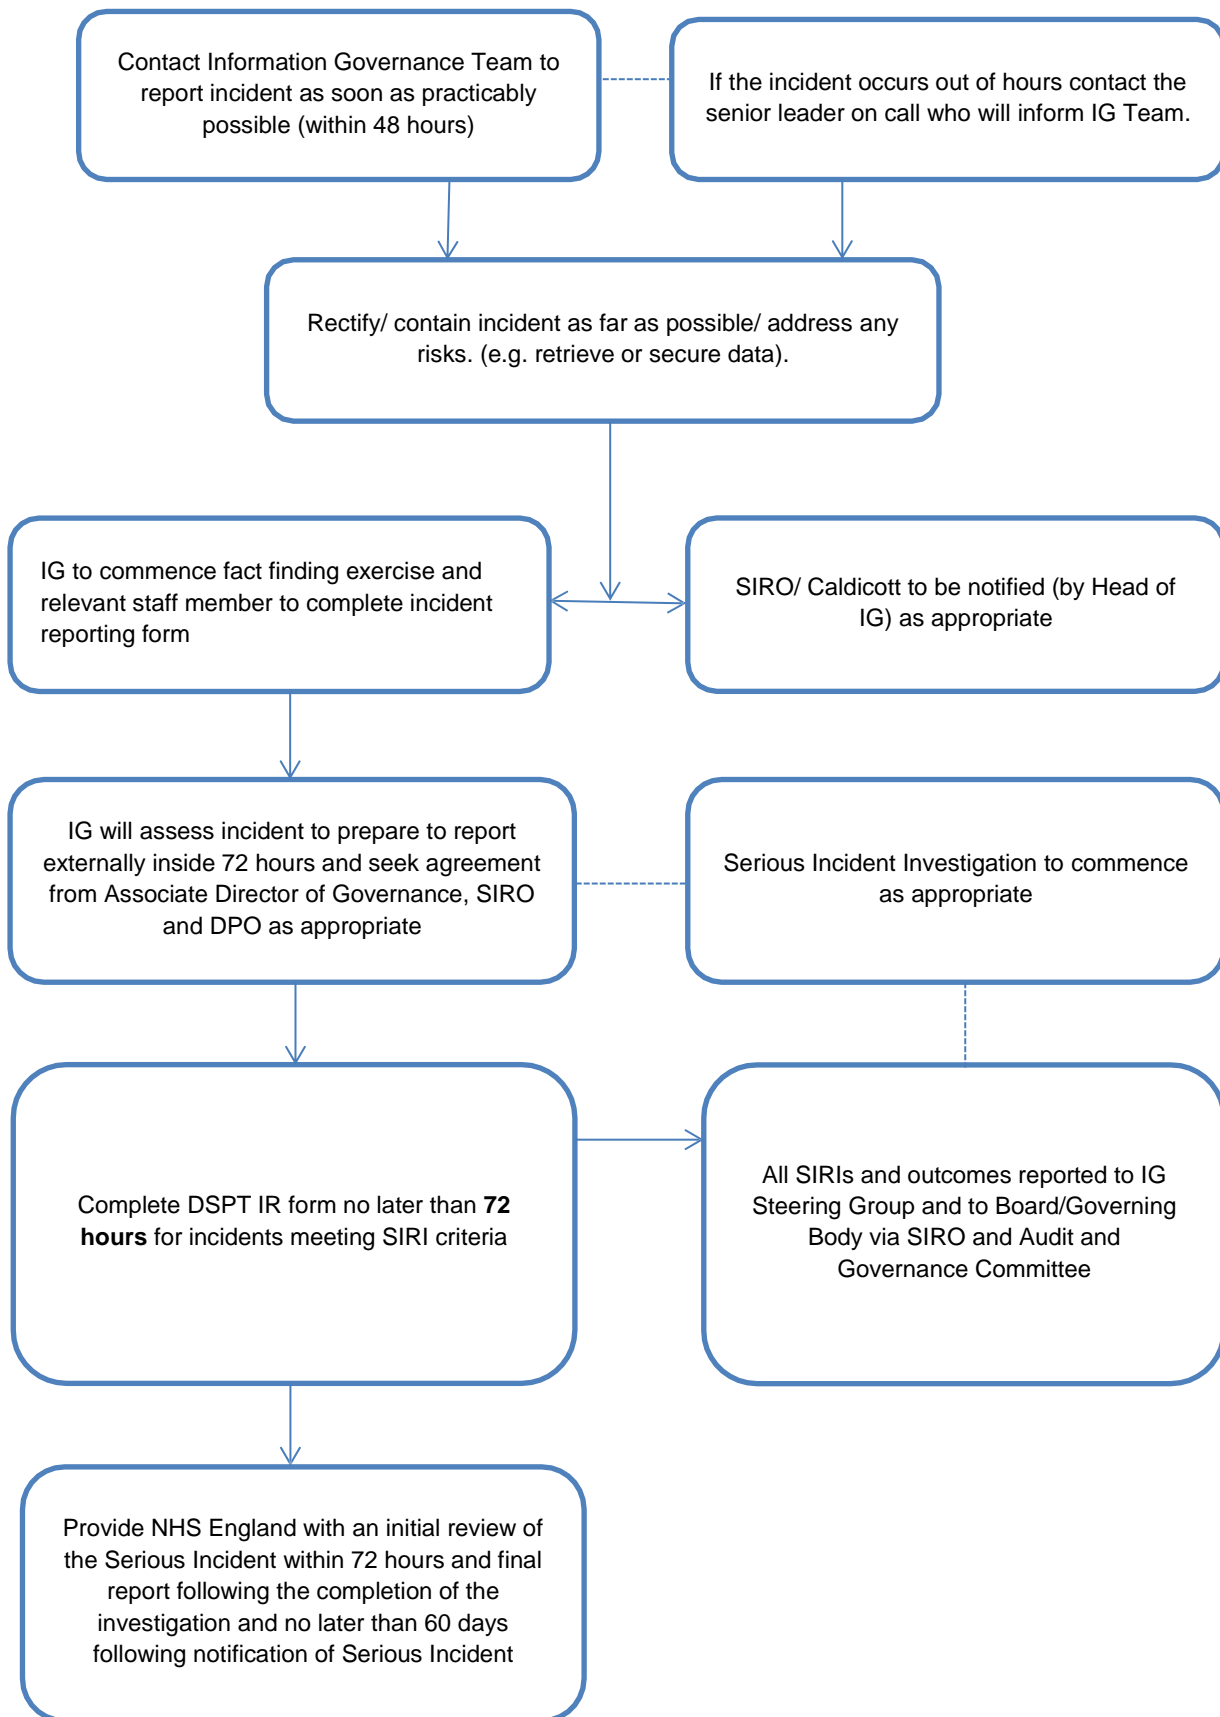 Contact Information Governance Team to
report incident as soon as practicably
possible (within 48 hours)
If the incident occurs out of hours contact the
senior leader on call who will inform IG Team.
Rectify/ contain incident as far as possible/ address any
risks. (e.g. retrieve or secure data).
IG to commence fact finding exercise and
relevant staff member to complete incident
reporting form
SIRO/ Caldicott to be notified (by Head of
IG) as appropriate
IG will assess incident to prepare to report
externally inside 72 hours and seek agreement
from Associate Director of Governance, SIRO
and DPO as appropriate
Serious Incident Investigation to commence
as appropriate
Complete DSPT IR form no later than 72
hours for incidents meeting SIRI criteria
All SIRIs and outcomes reported to IG
Steering Group and to Board/Governing
Body via SIRO and Audit and
Governance Committee
Provide NHS England with an initial review of
the Serious Incident within 72 hours and final
report following the completion of the
investigation and no later than 60 days
following notification of Serious Incident